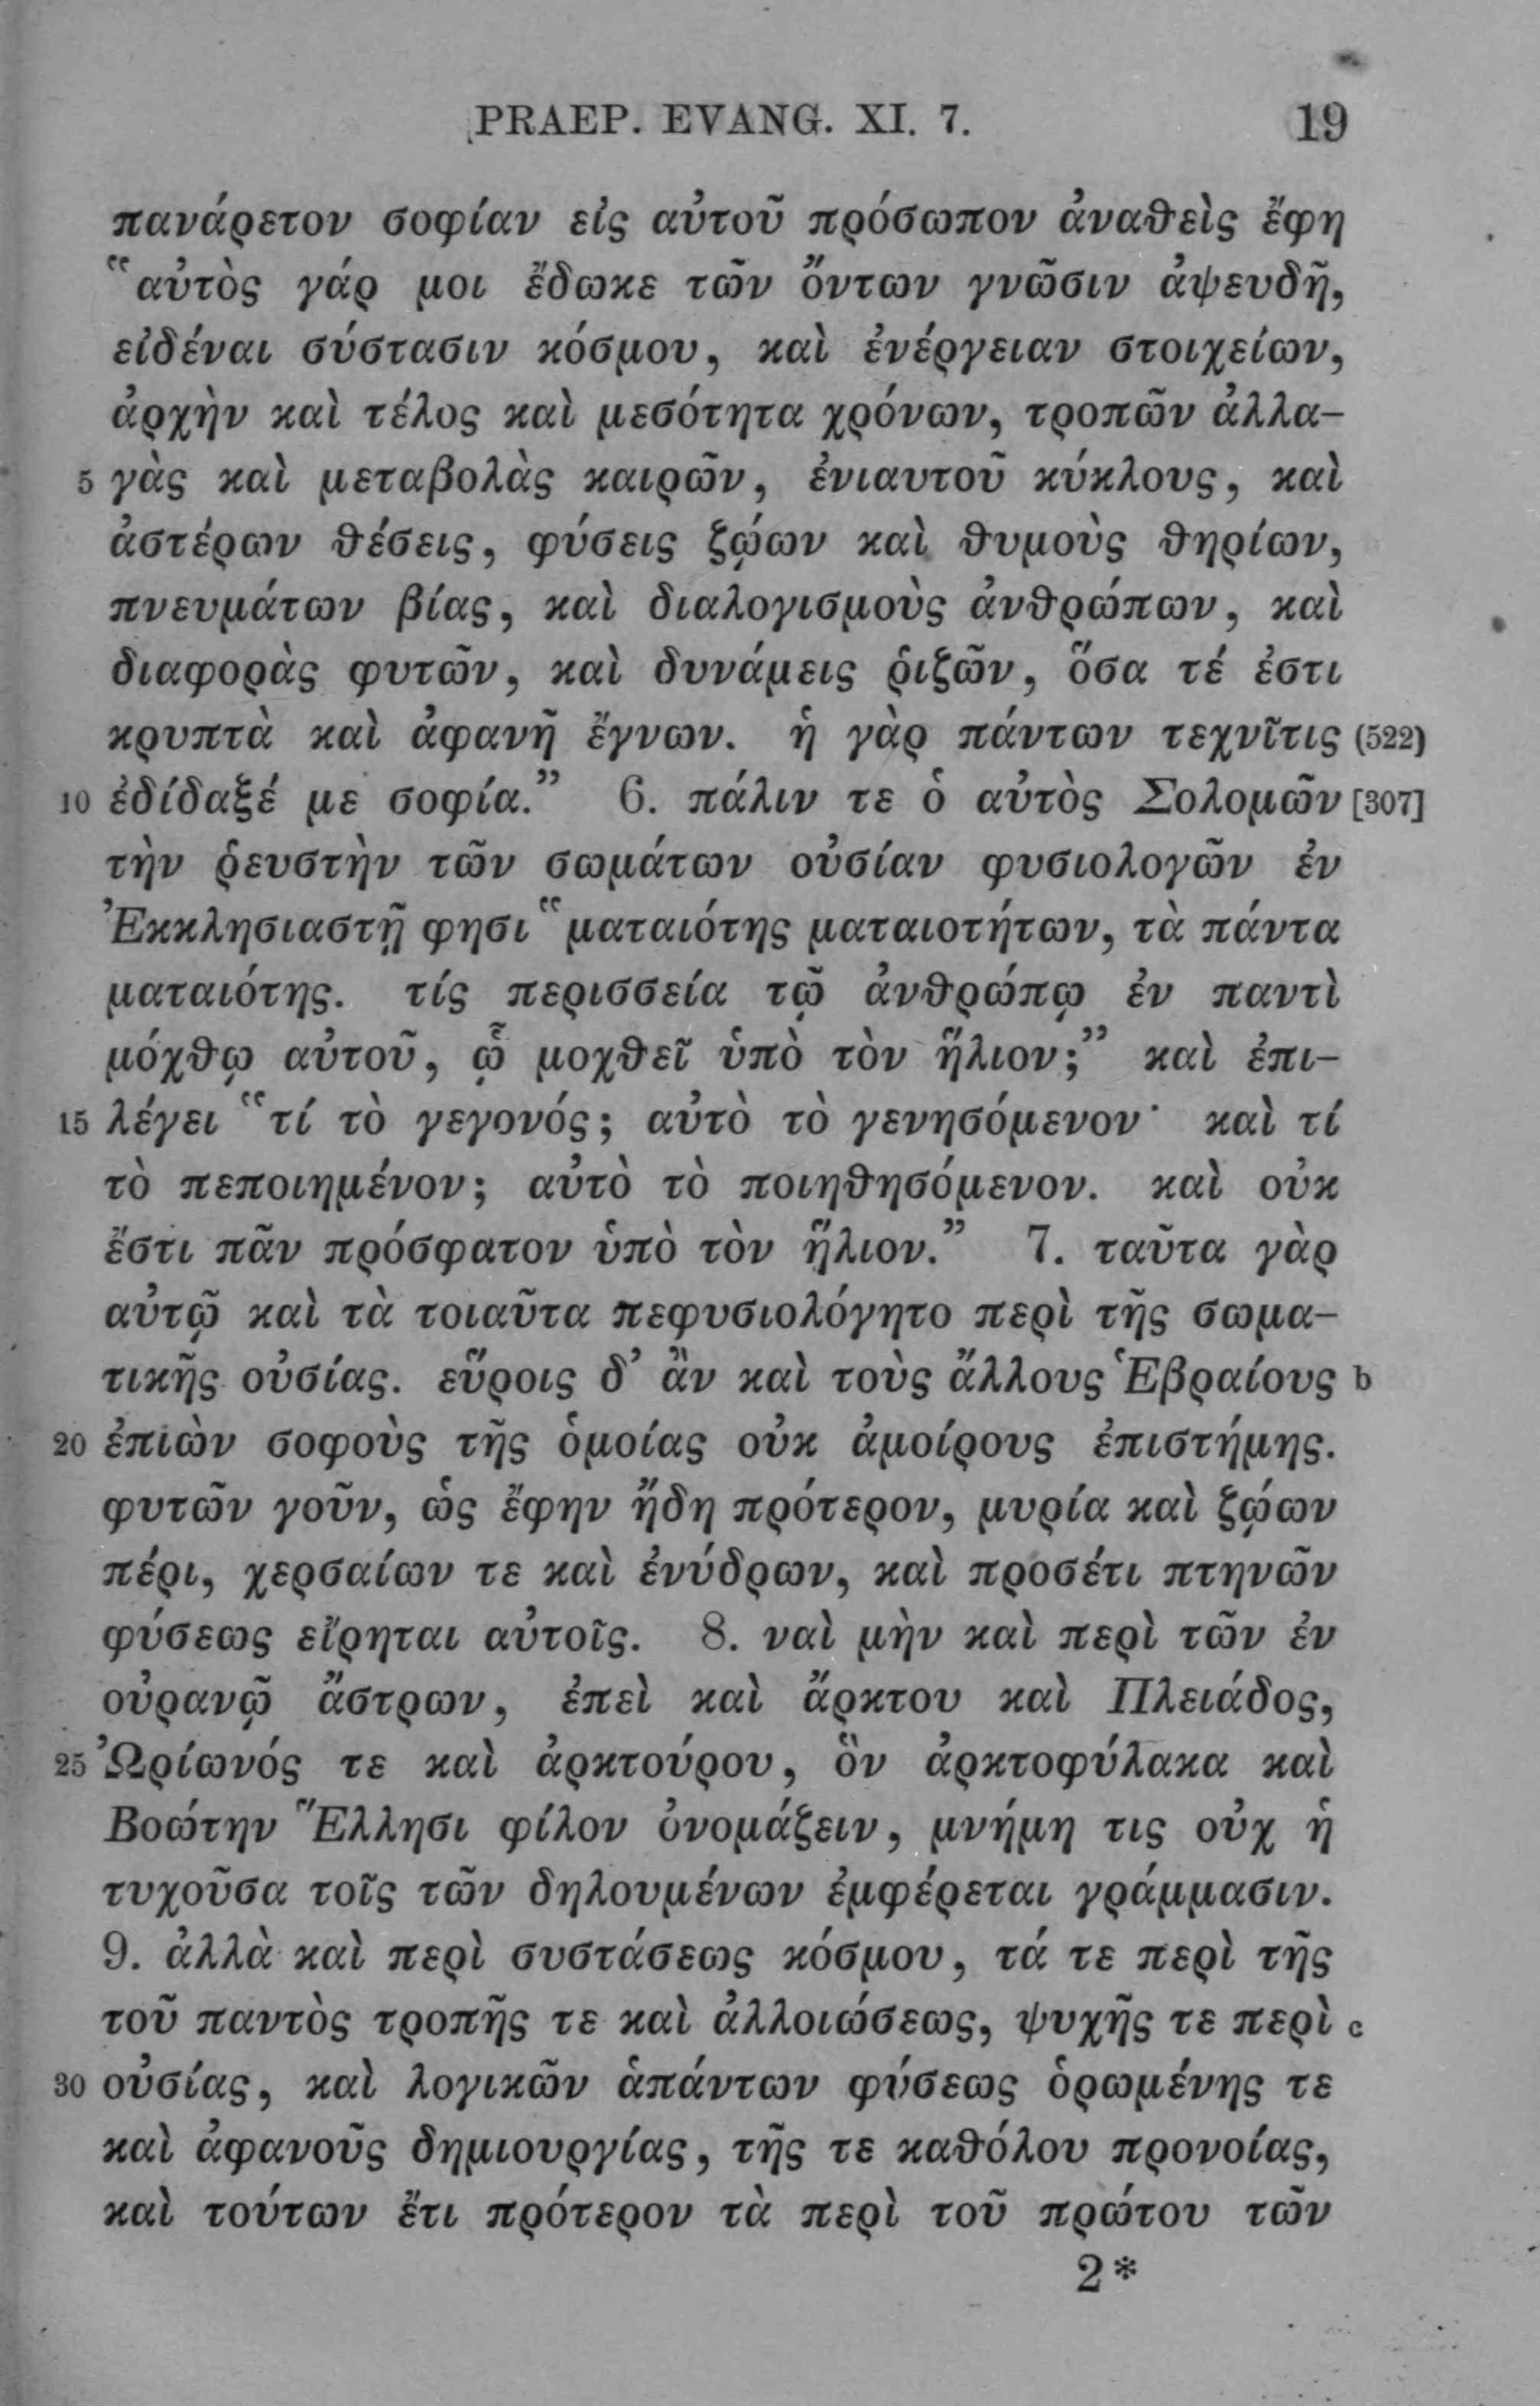 PRAEP. EVANG. XI. 7. 19
πανάρετον σοφίαν εἰς αὐτοῦ πρόσωπον ἀναθεὶς ἔφη
“αὐτὸς γάρ μοι ἔδωκε τῶν ὄντων γνῶσιν ἀψευδῆ,
εἰδέναι σύστασιν κόσμου, καὶ ἐνέργειαν στοιχείων,
ἀρχὴν καὶ τέλος καὶ μεσότητα χρόνων, τροπῶν ἀλλα-
5 γὰς καὶ μεταβολὰς καιρῶν, ἐνιαυτοῦ κύκλους, καὶ
ἀστέρων θέσεις, φύσεις ζῴων καὶ θυμοὺς θηρίων,
πνευμάτων βίας, καὶ διαλογισμοὺς ἀνθρώπων, καὶ
διαφορὰς φυτῶν, καὶ δυνάμεις ῥιζῶν, ὅσα τέ ἐστι
κρυπτὰ καὶ ἀφανῆ ἔγνων. ἡ γὰρ πάντων τεχνῖτις (522)
10 ἐδίδαξέ με σοφία.” 6. πάλιν τε ὁ αὐτὸς Σολομῶν [307]
τὴν ῥευστὴν τῶν σωμάτων οὐσίαν φυσιολογῶν ἐν
Ἐκκλησιαστῇ φησι “ματαιότης ματαιοτήτων, τὰ πάντα
ματαιότης. τίς περισσεία τῷ ἀνθρώπῳ ἐν παντὶ
μόχθῳ αὐτοῦ, ᾧ μοχθεῖ ὑπὸ τὸν ἥλιον;” καὶ ἐπι-
15 λέγει “τί τὸ γεγονός; αὐτὸ τὸ γενησόμενον· καὶ τί
τὸ πεποιημένον; αὐτὸ τὸ ποιηθησόμενον. καὶ οὐκ
ἔστι πᾶν πρόσφατον ὑπὸ τὸν ἥλιον.” 7. ταῦτα γὰρ
αὐτῷ καὶ τὰ τοιαῦτα πεφυσιολόγητο περὶ τῆς σωμα-
τικῆς οὐσίας. εὕροις δ’ ἂν καὶ τοὺς ἄλλους Ἑβραίους b
20 ἐπιὼν σοφοὺς τῆς ὁμοίας οὐκ ἀμοίρους ἐπιστήμης.
φυτῶν γοῦν, ὡς ἔφην ἤδη πρότερον, μυρία καὶ ζῴων
πέρι, χερσαίων τε καὶ ἐνύδρων, καὶ προσέτι πτηνῶν
φύσεως εἴρηται αὐτοῖς. 8. ναὶ μὴν καὶ περὶ τῶν ἐν
οὐρανῷ ἄστρων, ἐπεὶ καὶ ἄρκτου καὶ Πλειάδος,
25 Ὠρίωνός τε καὶ ἀρκτούρου, ὃν ἀρκτοφύλακα καὶ
Βοώτην Ἕλλησι φίλον ὀνομάζειν, μνήμη τις οὐχ ἡ
τυχοῦσα τοῖς τῶν δηλουμένων ἐμφέρεται γράμμασιν.
9. ἀλλὰ καὶ περὶ συστάσεως κόσμου, τά τε περὶ τῆς
τοῦ παντὸς τροπῆς τε καὶ ἀλλοιώσεως, ψυχῆς τε περὶ c
30 οὐσίας, καὶ λογικῶν ἁπάντων φύσεως ὁρωμένης τε
καὶ ἀφανοῦς δημιουργίας, τῆς τε καθόλου προνοίας,
καὶ τούτων ἔτι πρότερον τὰ περὶ τοῦ πρώτου τῶν
2*